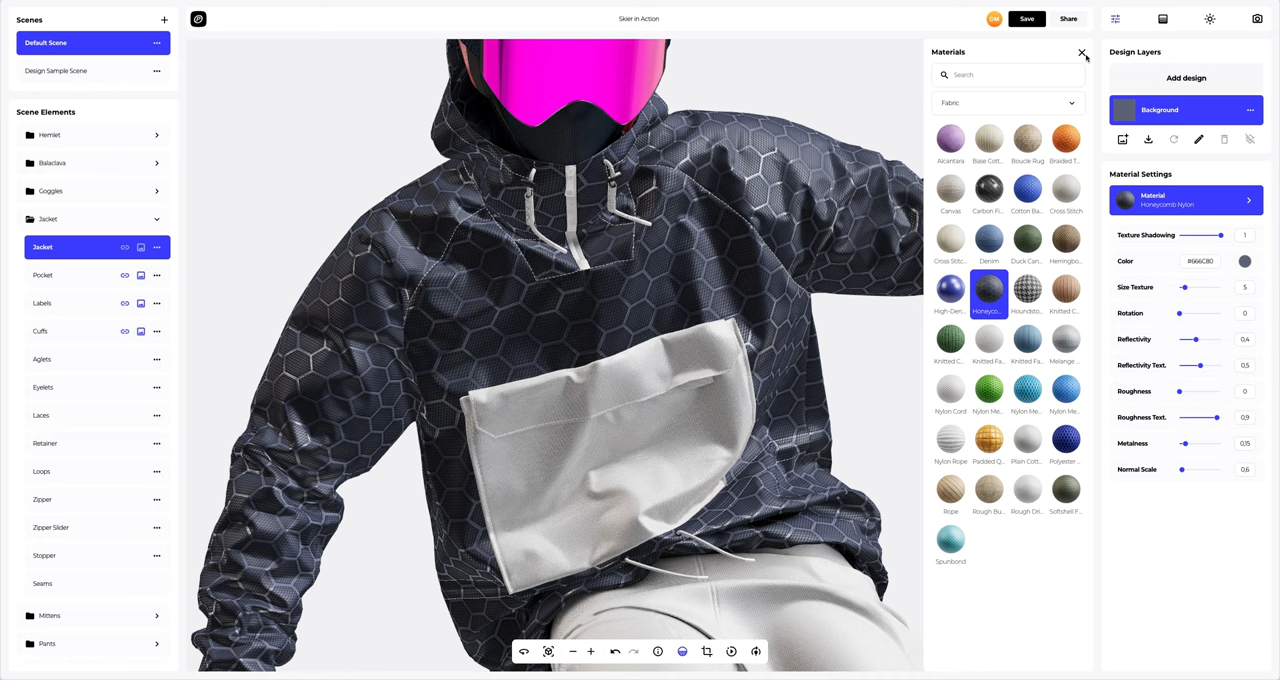 Scenes
Default Scene
Design Sample Scene
Scene Elements
Hemlet
Balaclava
Goggles
Jacket
Jacket
Pocket
Labels
Cuffs
Aglets
Eyelets
Laces
Retainer
Loops
Zipper
Zipper Slider
Stopper
Seams
Mittens
Pants
Skier in Action
DM
Save
Share
Materials
Search
Fabric
Alcantara
Base Cott...
Boucle Rug
Braided T...
Canvas
Carbon Fi...
Cotton Ba...
Cross Stitch
Cross Stitc...
Denim
Duck Can...
Herringbo...
High-Den...
Honeyco...
Houndsto...
Knitted C...
Knitted C...
Knitted Fa...
Knitted Fa...
Melange ...
Nylon Cord
Nylon Me...
Nylon Me...
Nylon Me...
Nylon Rope
Padded Q...
Plain Cott...
Polyester ...
Rope
Rough Bu...
Rough Dri...
Softshell F...
Spunbond
Design Layers
Add design
Background
Material Settings
Material
Honeycomb Nylon
Texture Shadowing 1
Color #666C80
Size Texture 5
Rotation 0
Reflectivity 0,4
Reflectivity Text. 0,5
Roughness 0
Roughness Text. 0,9
Metalness 0,15
Normal Scale 0,6